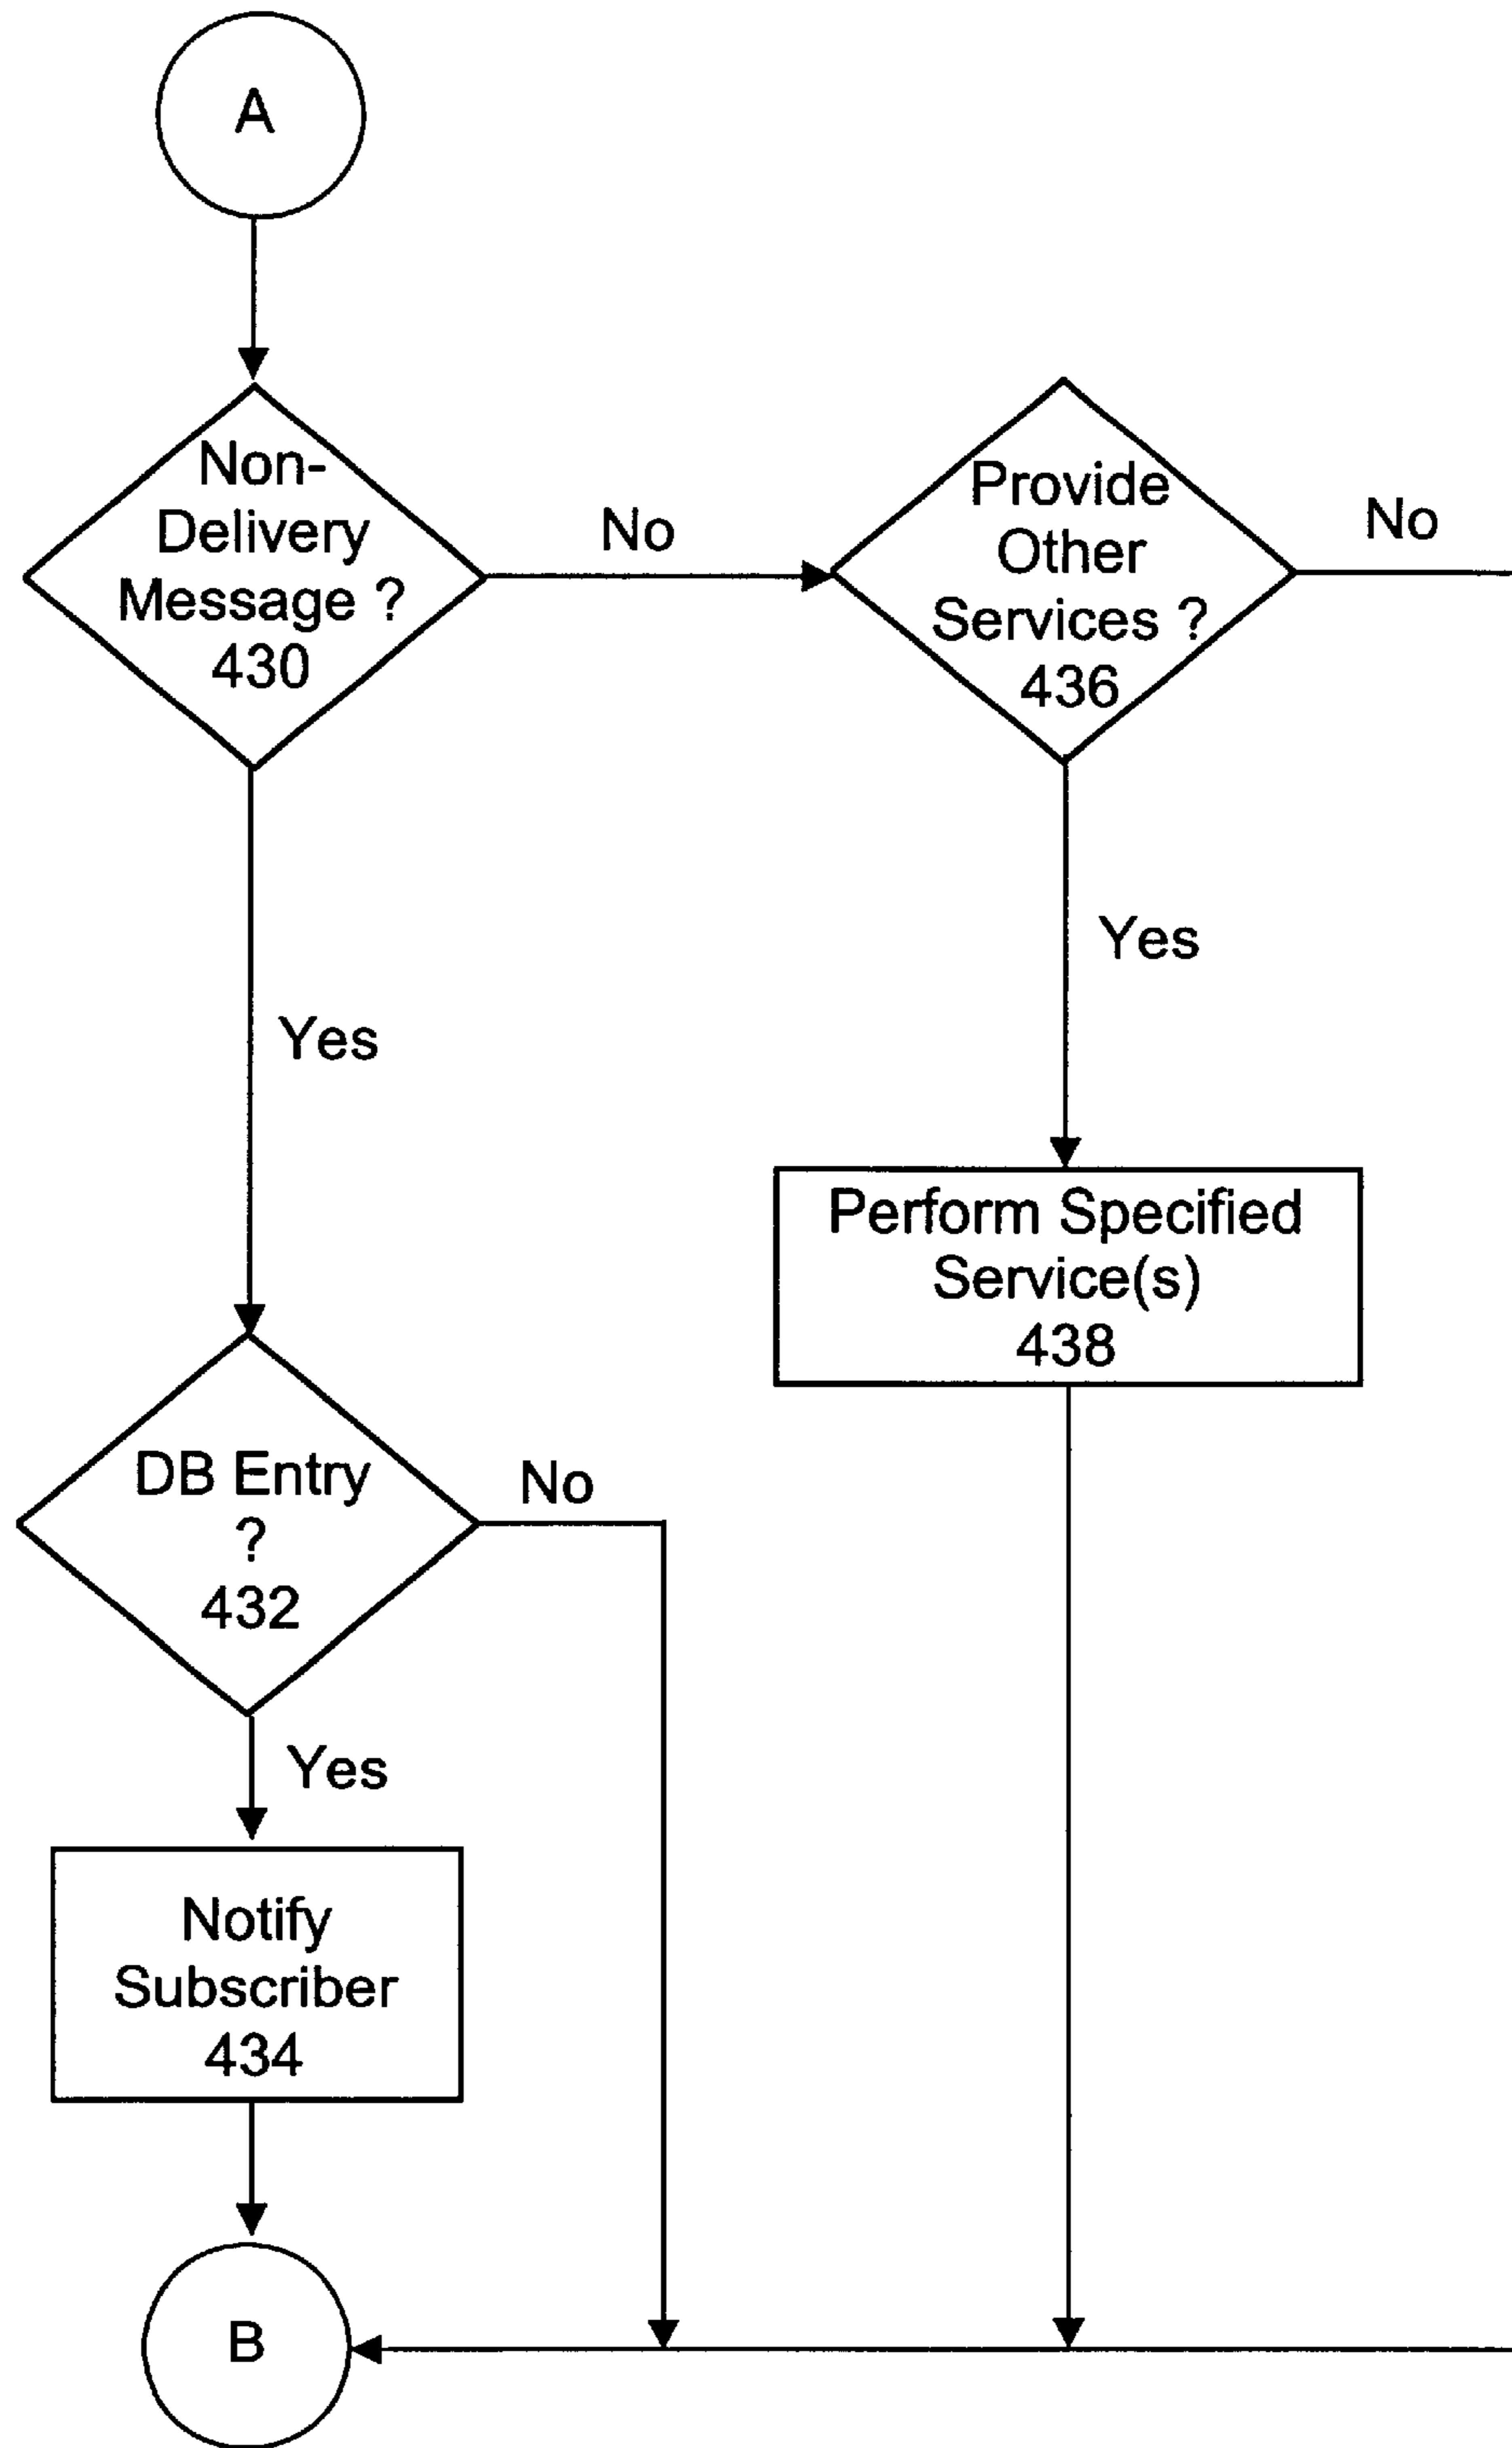 A
Non-
Delivery
Message ?
430
No
Provide
Other
Services ?
436
No
Yes
Yes
Perform Specified
Service(s)
438
DB Entry
?
432
No
Yes
Notify
Subscriber
434
B